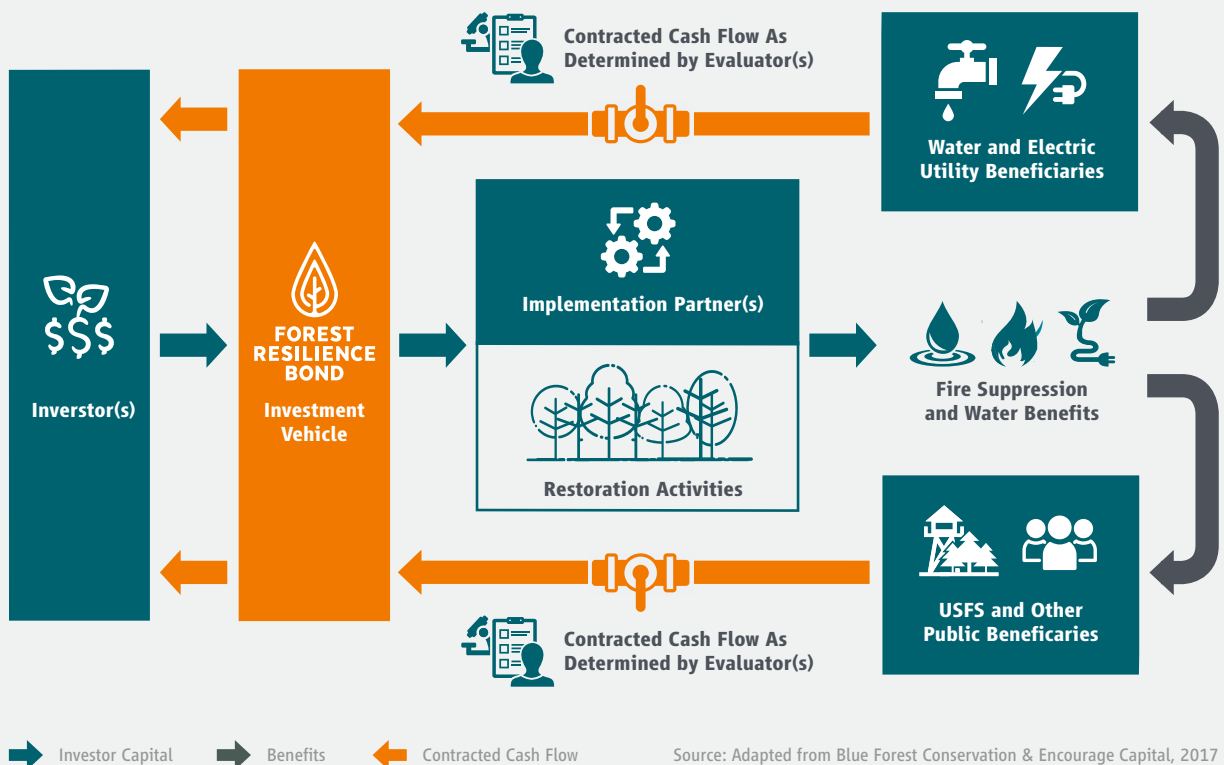 Contracted Cash Flow As
Determined by Evaluator(s)
Water and Electric
Utility Beneficiaries
Inverstor(s)
FOREST
RESILIENCE
BOND
Investment
Vehicle
Implementation Partner(s)
Restoration Activities
Fire Suppression
and Water Benefits
USFS and Other
Public Beneficaries
Contracted Cash Flow As
Determined by Evaluator(s)
Investor Capital
Benefits
Contracted Cash Flow
Source: Adapted from Blue Forest Conservation & Encourage Capital, 2017